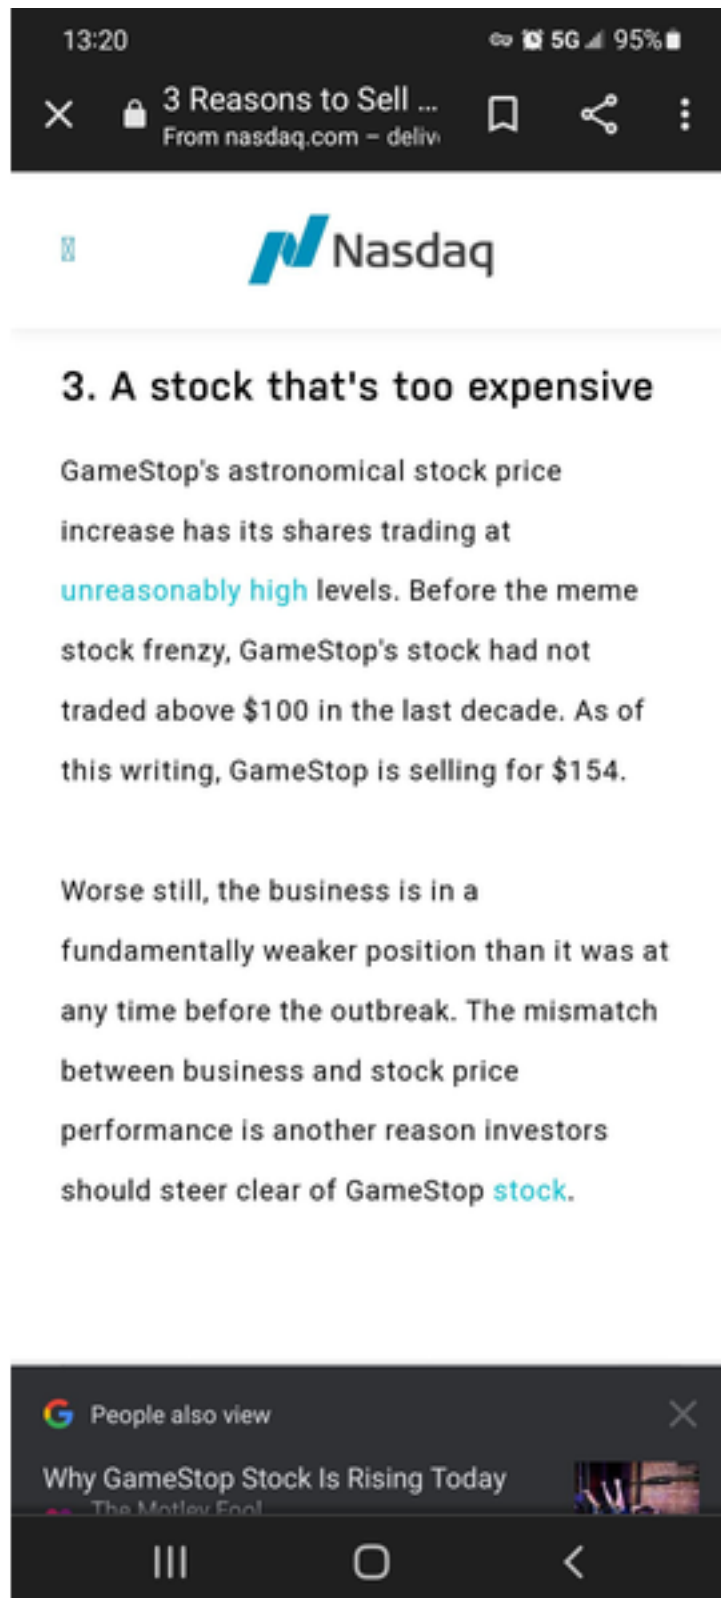 13:20
5G 95%
3 Reasons to Sell ...
From nasdaq.com – deliv
Nasdaq
3. A stock that's too expensive
GameStop's astronomical stock price
increase has its shares trading at
unreasonably high levels. Before the meme
stock frenzy, GameStop's stock had not
traded above $100 in the last decade. As of
this writing, GameStop is selling for $154.
Worse still, the business is in a
fundamentally weaker position than it was at
any time before the outbreak. The mismatch
between business and stock price
performance is another reason investors
should steer clear of GameStop stock.
People also view
Why GameStop Stock Is Rising Today
The Motley Fool